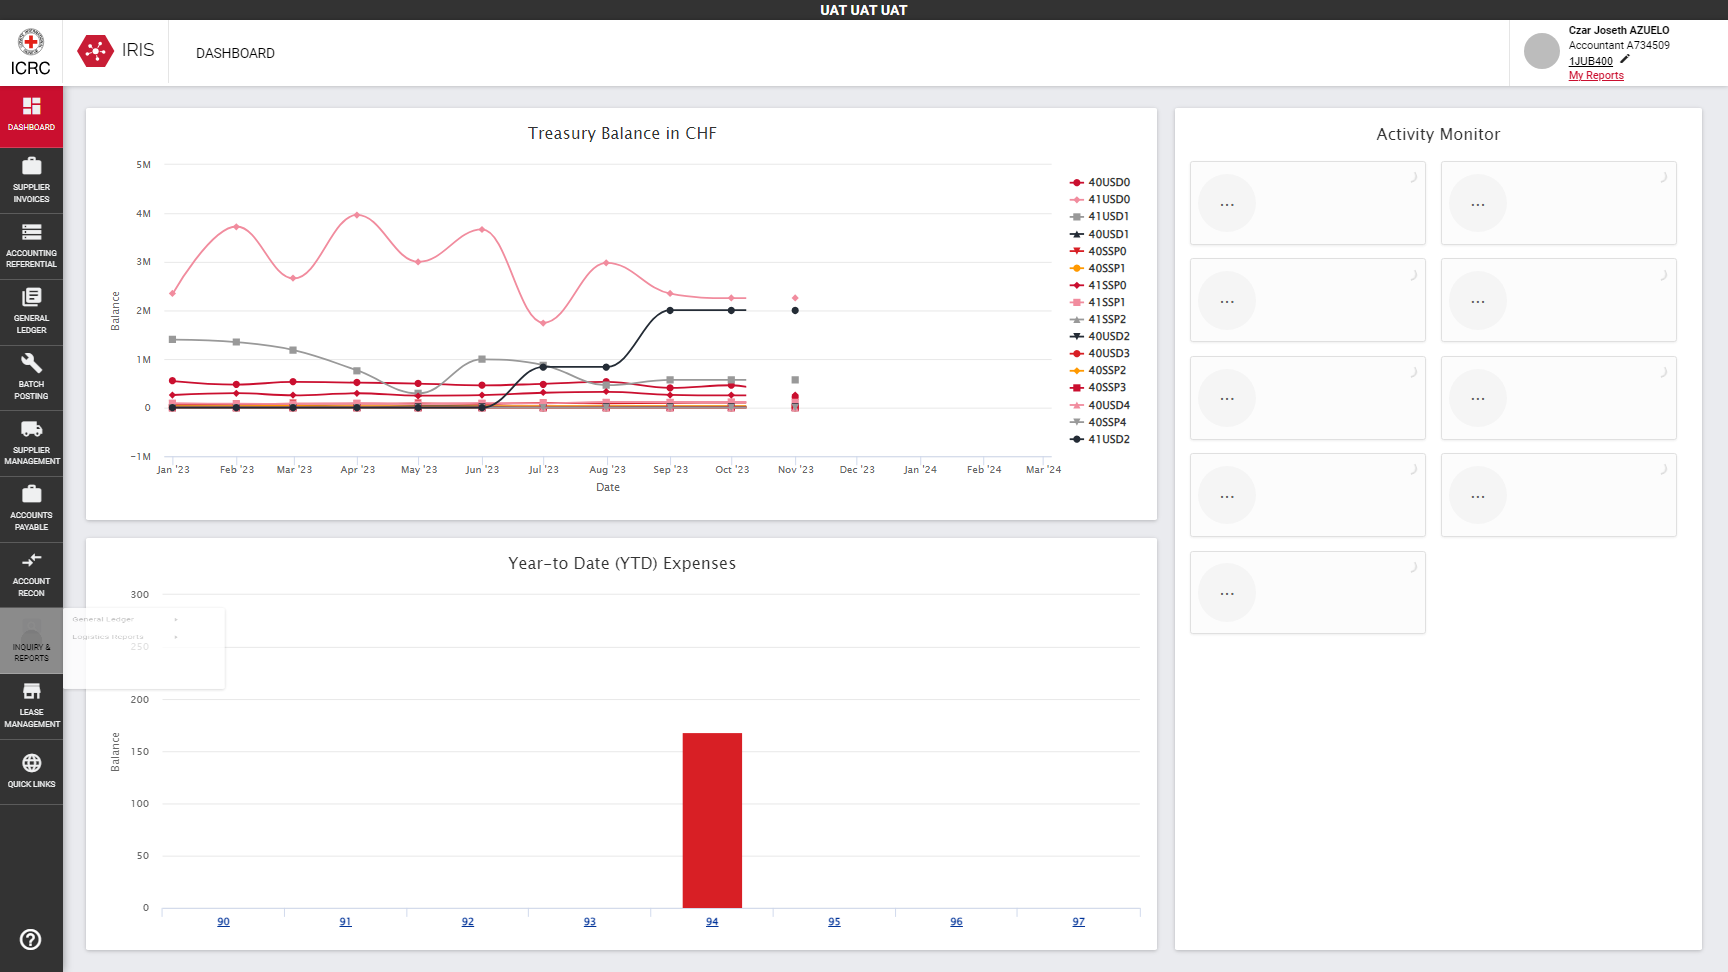 UAT UAT UAT
ICRC
IRIS
DASHBOARD
Czar Joseth AZUELO
Accountant A734509
1JUB400
My Reports
DASHBOARD
SUPPLIER
INVOICES
ACCOUNTING
REFERENTIAL
GENERAL
LEDGER
BATCH
POSTING
SUPPLIER
MANAGEMENT
ACCOUNTS
PAYABLE
ACCOUNT
RECON
INQUIRY &
REPORTS
LEASE
MANAGEMENT
QUICK LINKS
General Ledger
Logistics Reports
Treasury Balance in CHF
5M
4M
3M
2M
1M
0
−1M
Balance
Jan '23
Feb '23
Mar '23
Apr '23
May '23
Jun '23
Jul '23
Aug '23
Sep '23
Oct '23
Nov '23
Dec '23
Jan '24
Feb '24
Mar '24
Date
40USD0
41USD0
41USD1
40USD1
40SSP0
40SSP1
41SSP0
41SSP1
41SSP2
40USD2
40USD3
40SSP2
40SSP3
40USD4
40SSP4
41USD2
Year-to Date (YTD) Expenses
300
250
200
150
100
50
0
Balance
90
91
92
93
94
95
96
97
Activity Monitor
...
...
...
...
...
...
...
...
...